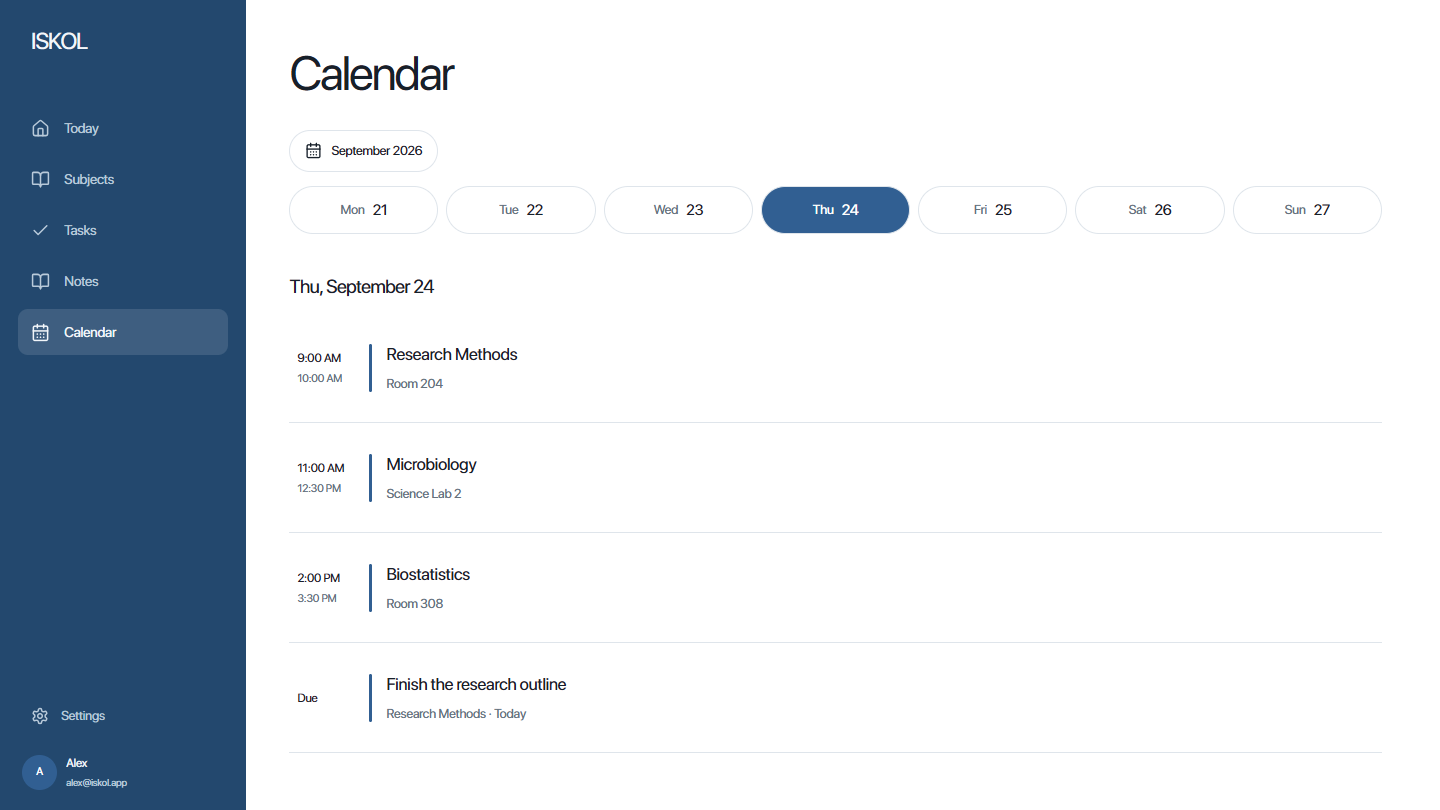 ISKOL
Today
Subjects
Tasks
Notes
Calendar
Settings
A
Alex
alex@iskol.app
Calendar
September 2026
Mon 21
Tue 22
Wed 23
Thu 24
Fri 25
Sat 26
Sun 27
Thu, September 24
9:00 AM
10:00 AM
Research Methods
Room 204
11:00 AM
12:30 PM
Microbiology
Science Lab 2
2:00 PM
3:30 PM
Biostatistics
Room 308
Due
Finish the research outline
Research Methods · Today